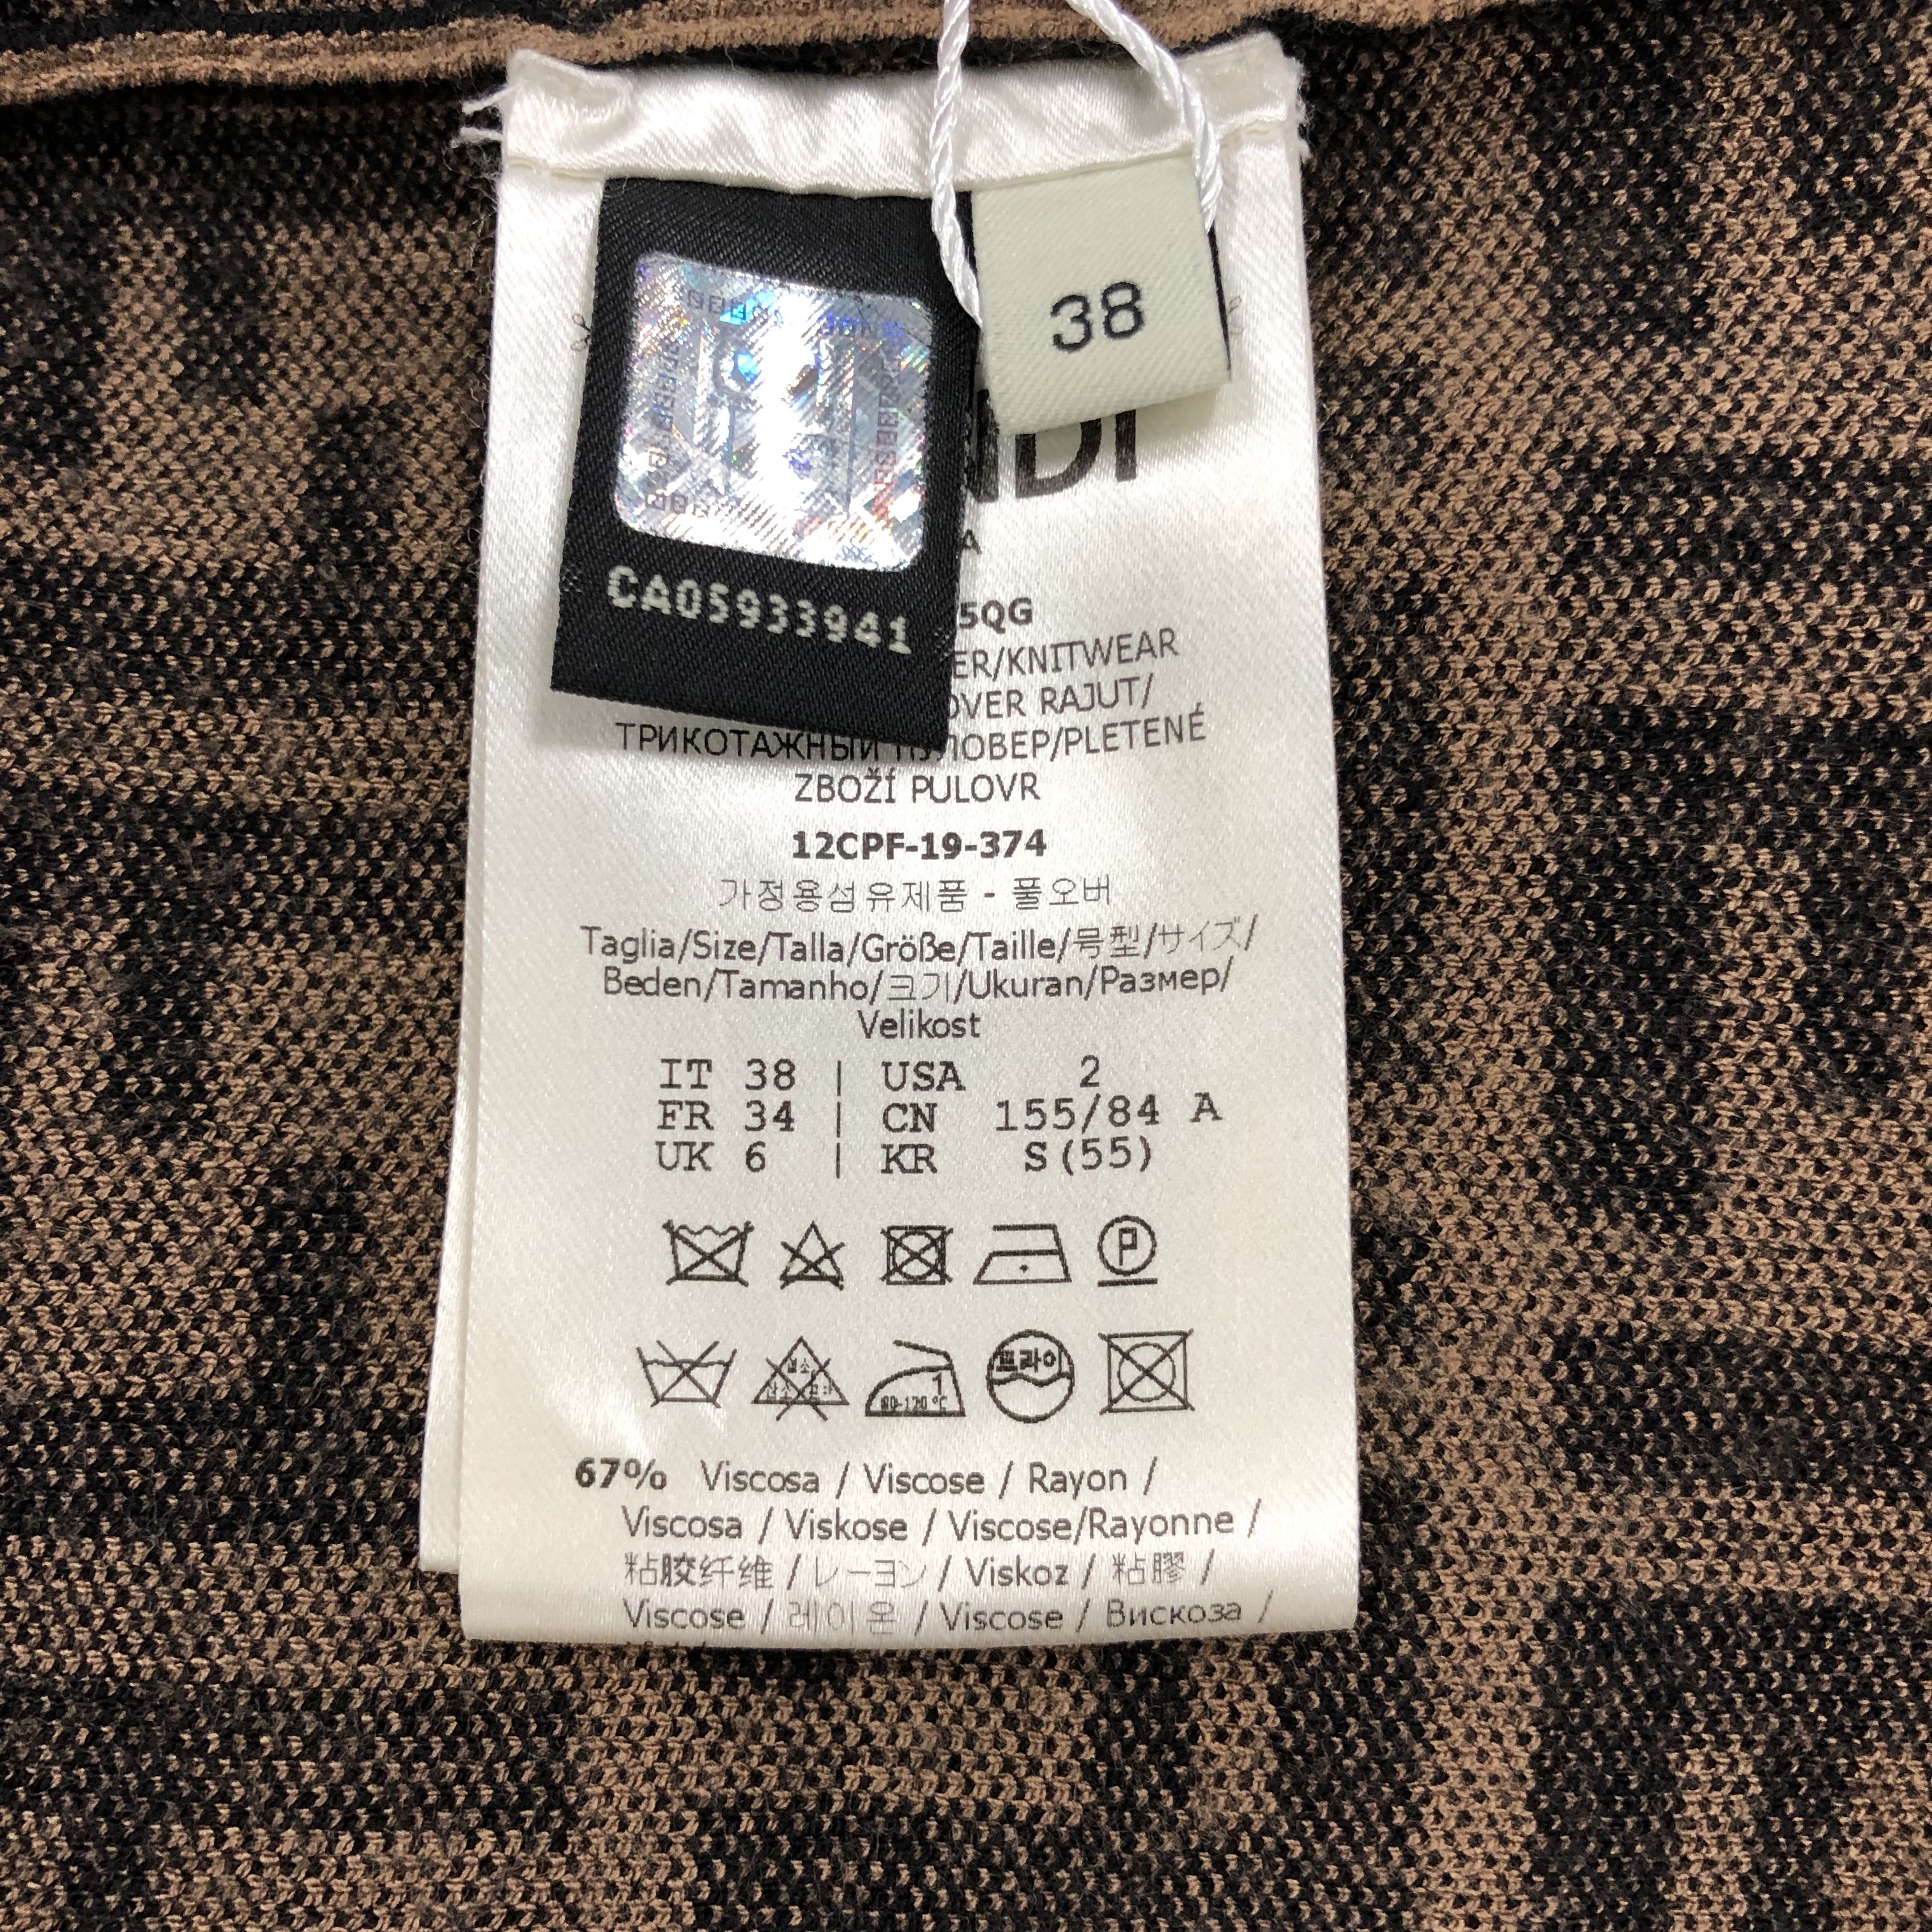 38
CA05933941
5QG
ER/KNITWEAR
OVER RAJUT/
ТРИКОТАЖНЫЙ ПУЛОВЕР/PLETENÉ
ZBOŽÍ PULOVR
12CPF-19-374
가정용섬유제품 - 풀오버
Taglia/Size/Talla/Größe/Taille/号型/サイズ/
Beden/Tamanho/크기/Ukuran/Размер/
Velikost
IT 38 | USA 2
FR 34 | CN 155/84 A
UK 6 | KR S(55)
P
1 80-120 °C 드라이
67% Viscosa / Viscose / Rayon /
Viscosa / Viskose / Viscose/Rayonne /
粘胶纤维 / レーヨン / Viskoz / 粘膠 /
Viscose / 레이온 / Viscose / Вискоза /